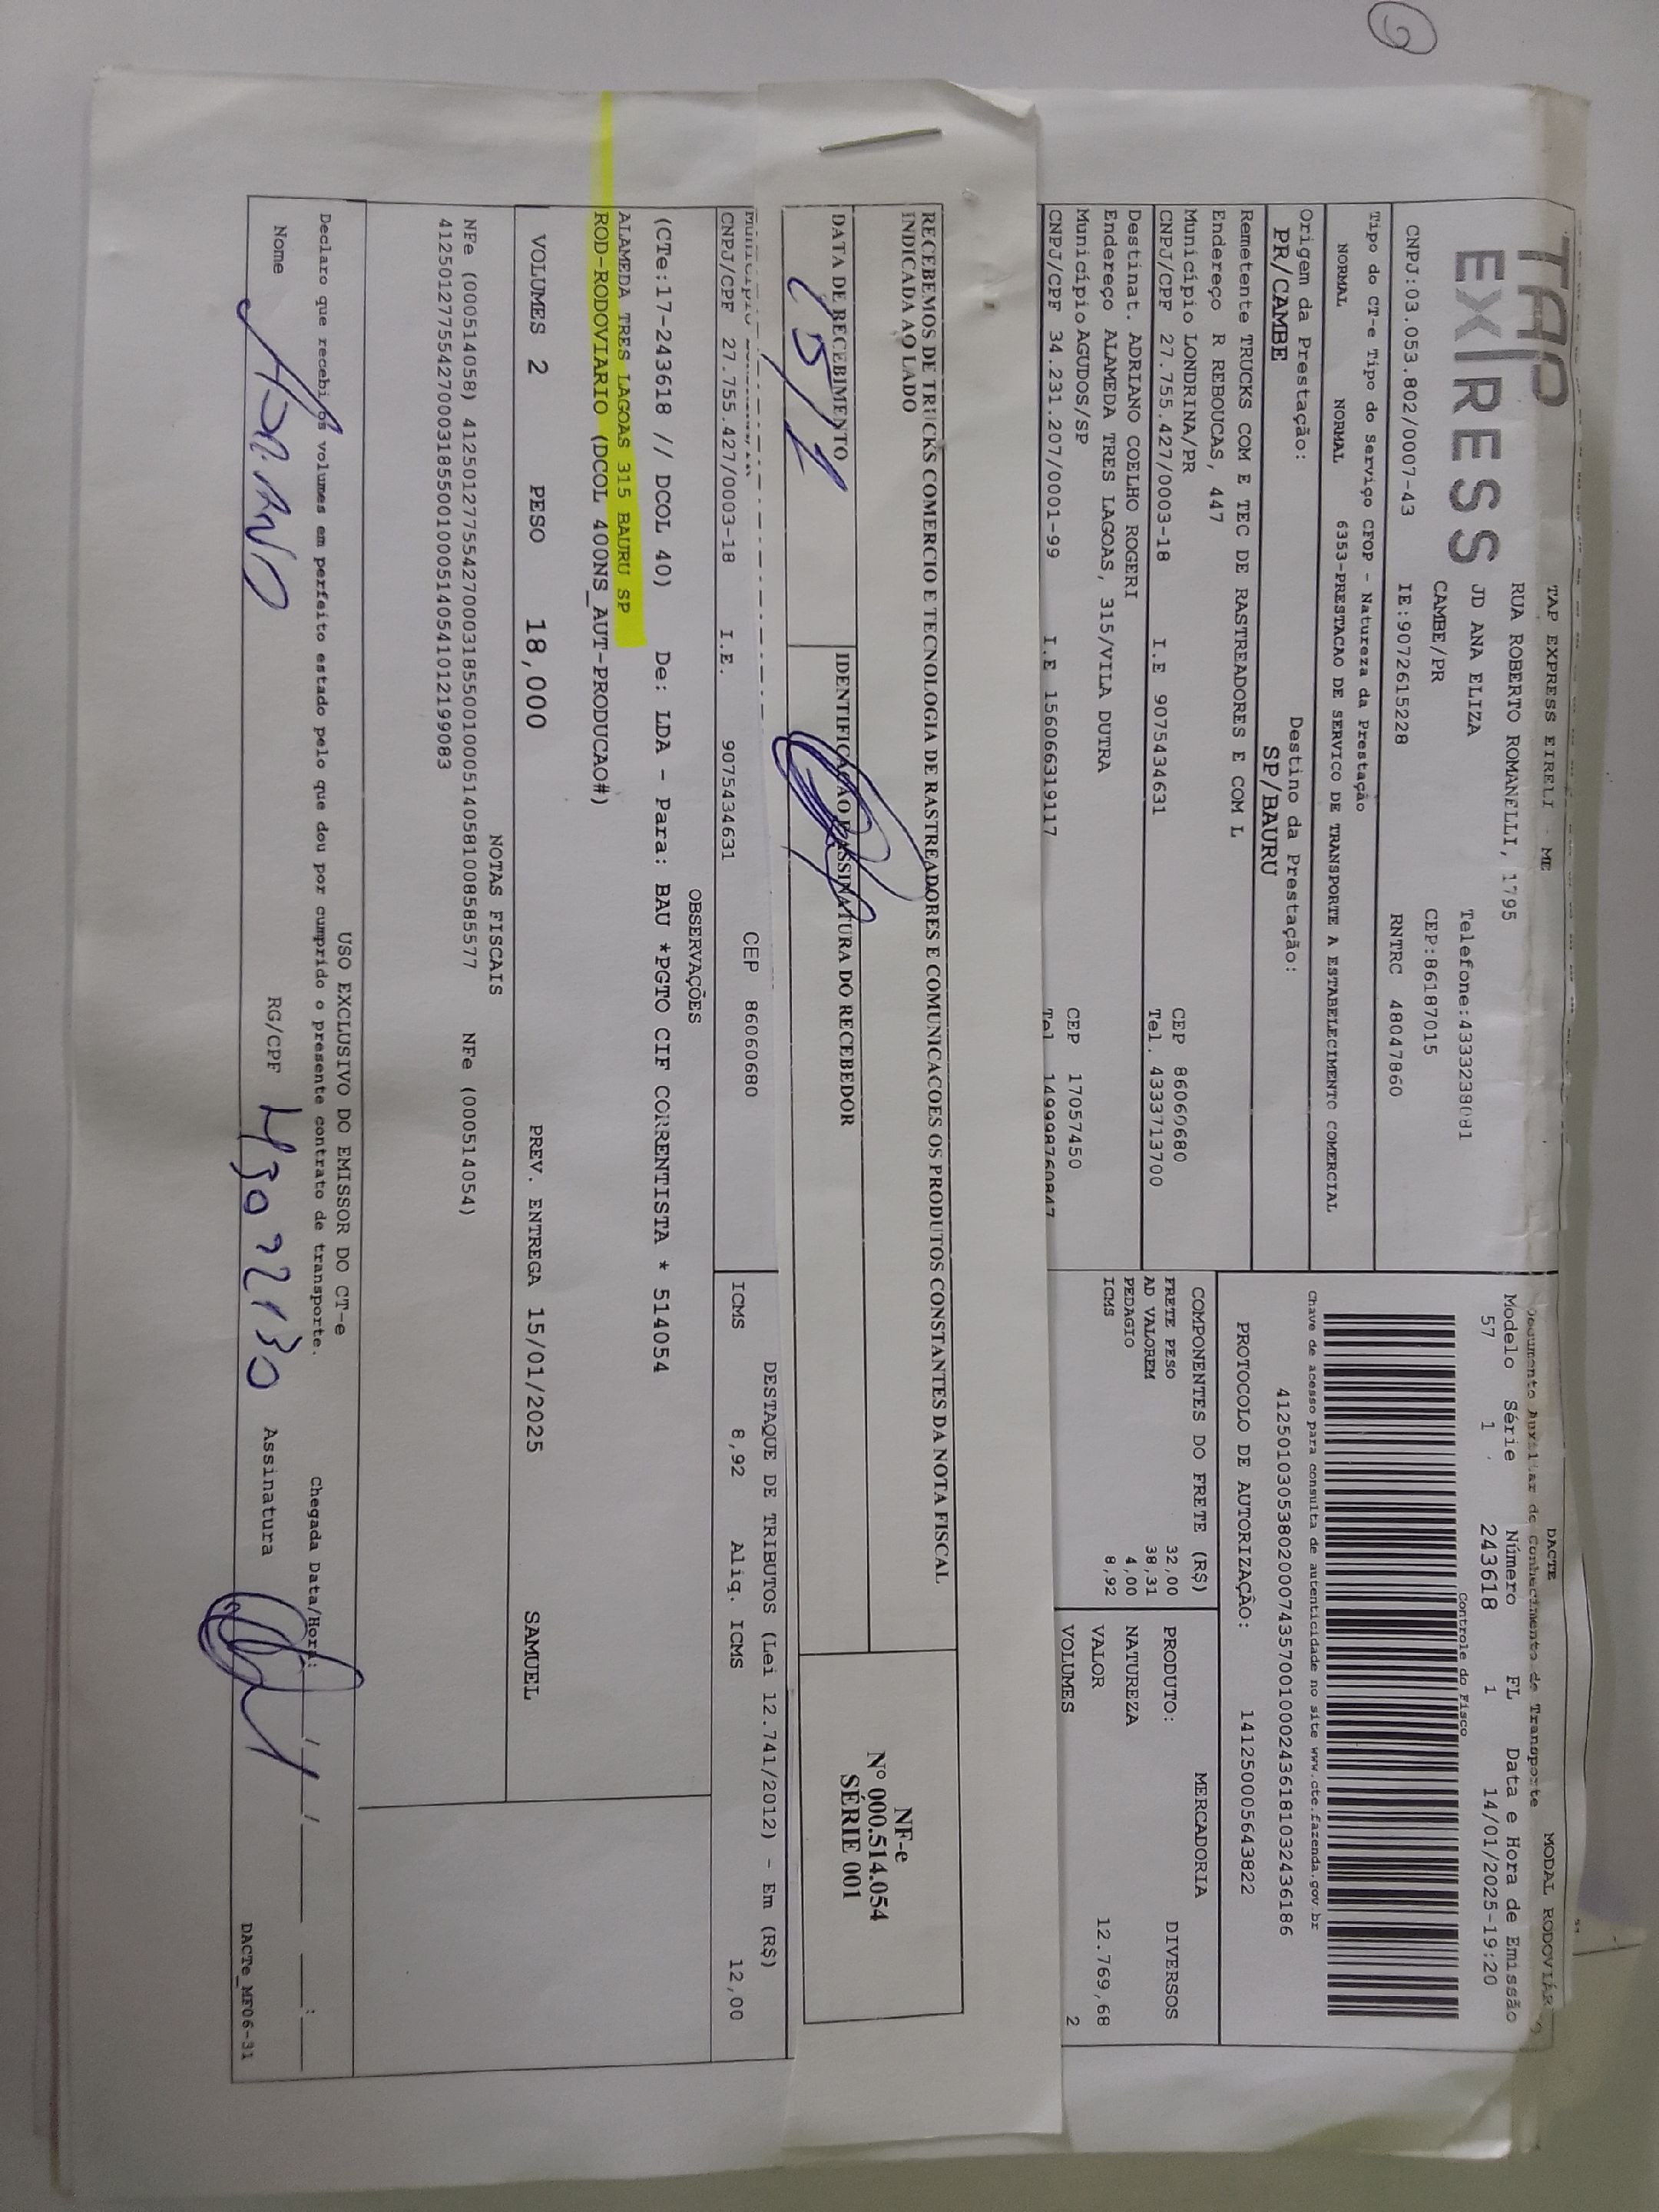 TAP
EX/RESS
TAP EXPRESS EIRELI - ME
RUA ROBERTO ROMANELLI, 1795
JD ANA ELIZA Telefone:4333238081
CAMBE/PR CEP:86187015
CNPJ:03.053.802/0007-43 IE:9072615228 RNTRC 48047860
DACTE MODAL RODOVIÁRIO
Documento Auxiliar de Conhecimento de Transporte
Modelo Série Número FL Data e Hora de Emissão
57 1 243618 1 14/01/2025-19:20
Controle do Fisco
Chave de acesso para consulta de autenticidade no site www.cte.fazenda.gov.br
41250103053802000743570010002436181032436186
PROTOCOLO DE AUTORIZAÇÃO: 141250005643822
Tipo do CT-e Tipo do Serviço CFOP - Natureza da Prestação
NORMAL NORMAL 6353-PRESTACAO DE SERVICO DE TRANSPORTE A ESTABELECIMENTO COMERCIAL
Origem da Prestação: Destino da Prestação:
PR/CAMBE SP/BAURU
Remetente TRUCKS COM E TEC DE RASTREADORES E COM L
Endereço R REBOUCAS, 447
Município LONDRINA/PR CEP 86060680
CNPJ/CPF 27.755.427/0003-18 I.E 9075434631 Tel. 4333713700
Destinat. ADRIANO COELHO ROGERI
Endereço ALAMEDA TRES LAGOAS, 315/VILA DUTRA
Município AGUDOS/SP CEP 17057450
CNPJ/CPF 34.231.207/0001-99 I.E 156066319117 Tel 149998760847
COMPONENTES DO FRETE (R$)
FRETE PESO 32,00
AD VALOREM 38,31
PEDAGIO 4,00
ICMS 8,92
MERCADORIA
PRODUTO: DIVERSOS
NATUREZA
VALOR 12.769,68
VOLUMES 2
RECEBEMOS DE TRUCKS COMERCIO E TECNOLOGIA DE RASTREADORES E COMUNICACOES OS PRODUTOS CONSTANTES DA NOTA FISCAL
INDICADA AO LADO
DATA DE RECEBIMENTO IDENTIFICAÇÃO E ASSINATURA DO RECEBEDOR
15/1
NF-e
Nº 000.514.054
SÉRIE 001
Município
CEP 86060680
CNPJ/CPF 27.755.427/0003-18 I.E. 9075434631
DESTAQUE DE TRIBUTOS (Lei 12.741/2012) - Em (R$)
ICMS 8,92 Aliq. ICMS 12,00
OBSERVAÇÕES
(CTe:17-243618 // DCOL 40) De: LDA - Para: BAU *PGTO CIF CORRENTISTA * 514054
ALAMEDA TRES LAGOAS 315 BAURU SP
ROD-RODOVIARIO (DCOL 400NS_AUT-PRODUCAO#)
VOLUMES 2 PESO 18,000 PREV. ENTREGA 15/01/2025 SAMUEL
NOTAS FISCAIS
NFe (000514058) 41250127755427000318550010005140581008585577 NFe (000514054)
41250127755427000318550010005140541012199083
USO EXCLUSIVO DO EMISSOR DO CT-e
Declaro que recebi os volumes em perfeito estado pelo que dou por cumprido o presente contrato de transporte. Chegada Data/Hora: ___/___/___ ___:___
Nome ADRIANO RG/CPF Assinatura
DACTe_MF06-31